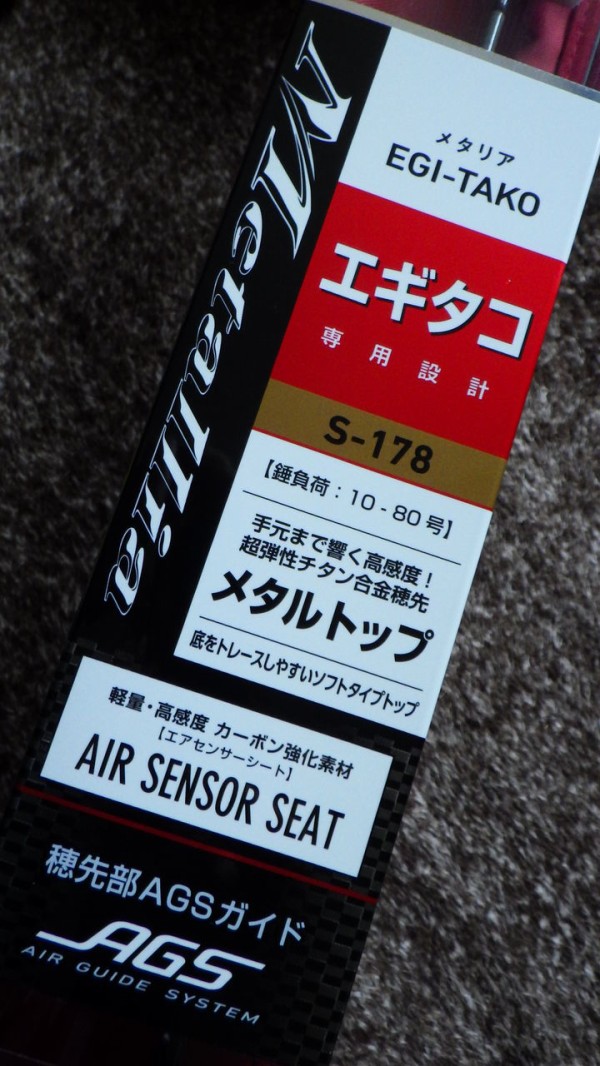 Metallia
メタリア
EGI-TAKO
エギタコ
専用設計
S-178
【錘負荷：10-80号】
手元まで響く高感度！
超弾性チタン合金穂先
メタルトップ
底をトレースしやすいソフトタイプトップ
軽量・高感度 カーボン強化素材
【エアセンサーシート】
AIR SENSOR SEAT
穂先部AGSガイド
AGS
AIR GUIDE SYSTEM